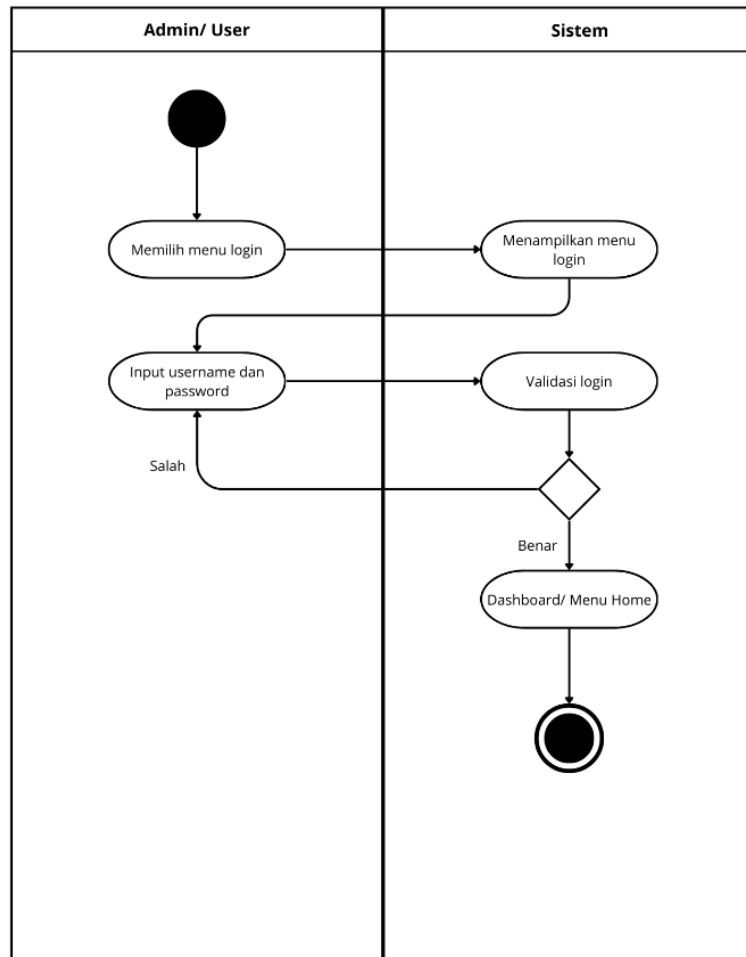 Admin/ User
Sistem
Memilih menu login
Menampilkan menu
login
Input username dan
password
Validasi login
Salah
Benar
Dashboard/ Menu Home